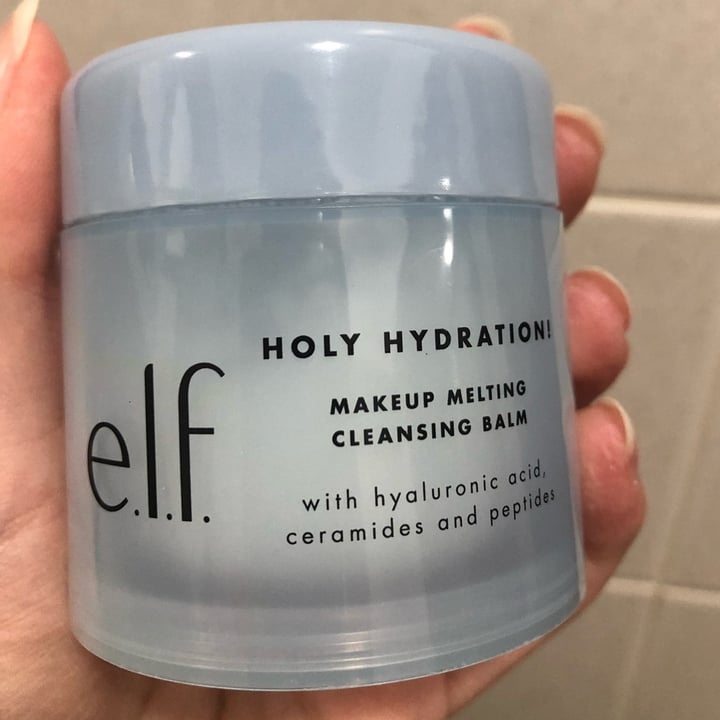 e.l.f.
HOLY HYDRATION!
MAKEUP MELTING
CLEANSING BALM
with hyaluronic acid,
ceramides and peptides